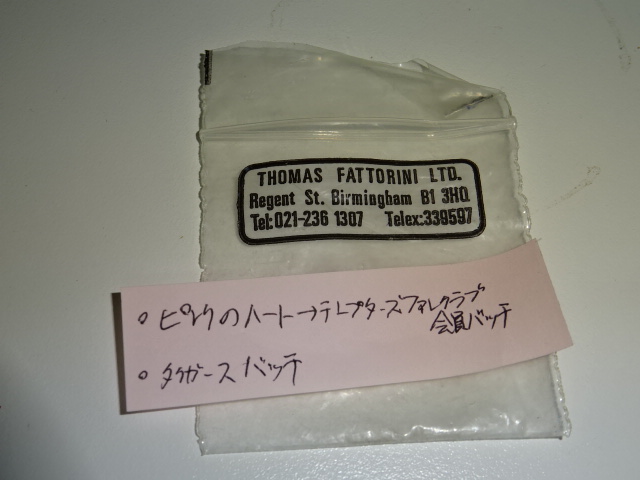 THOMAS FATTORINI LTD.
Regent St. Birmingham B1 3HQ
Tel:021-236 1307 Telex:339597
。ピンクのハート→テンプターズファンクラブ
会員バッチ
。タイガースバッチ